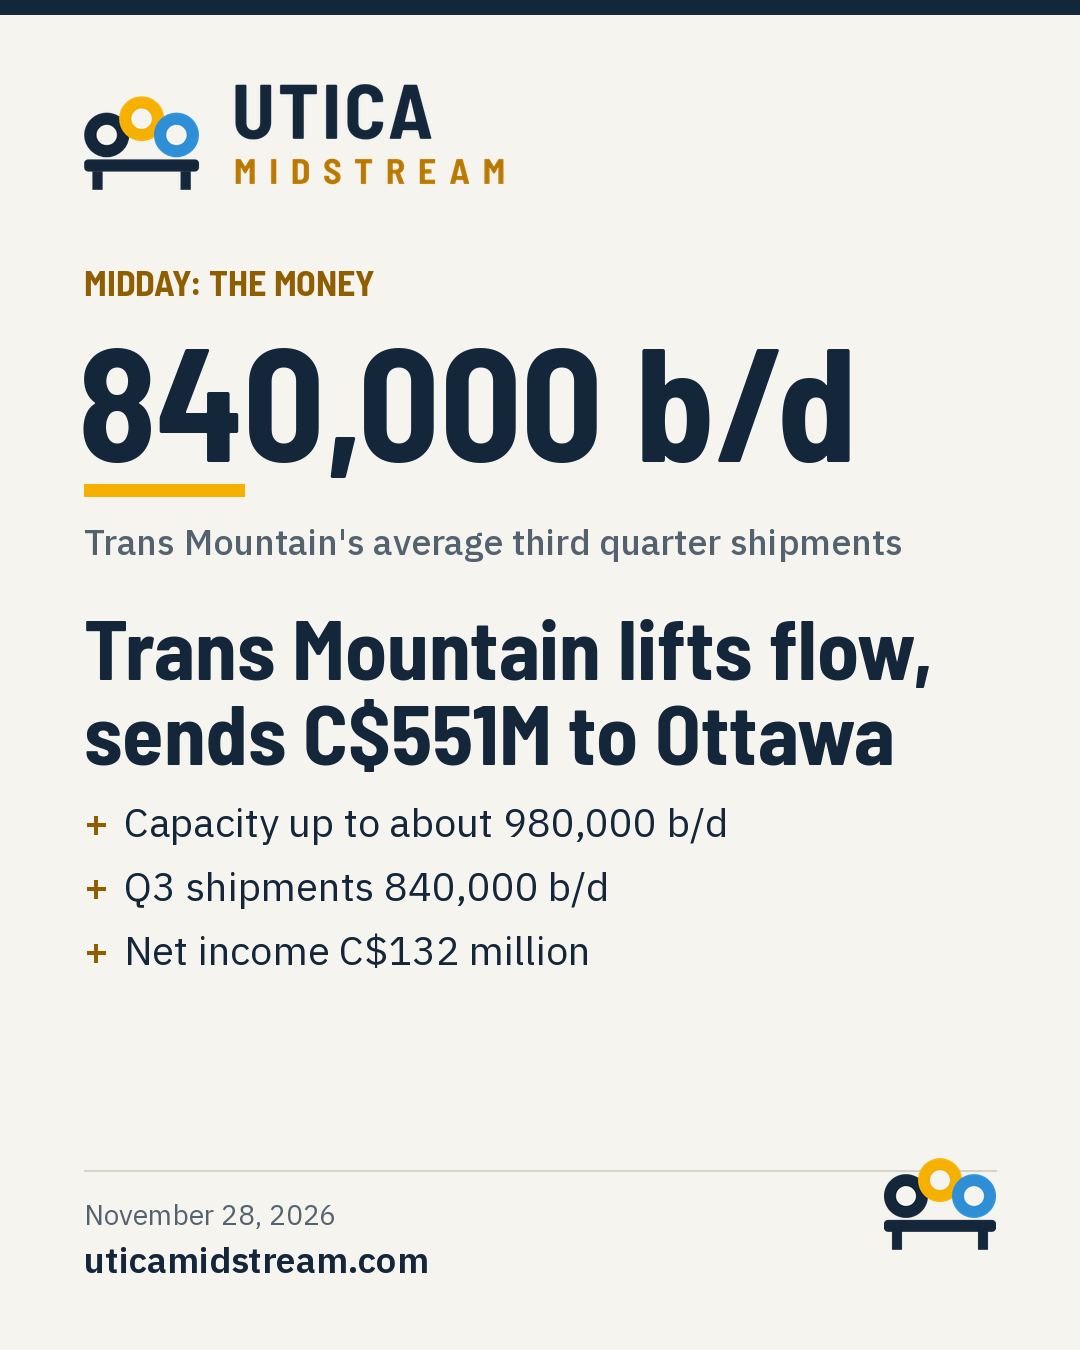 UTICA
MIDSTREAM
MIDDAY: THE MONEY
840,000 b/d
Trans Mountain's average third quarter shipments
Trans Mountain lifts flow,
sends C$551M to Ottawa
+ Capacity up to about 980,000 b/d
+ Q3 shipments 840,000 b/d
+ Net income C$132 million
November 28, 2026
uticamidstream.com